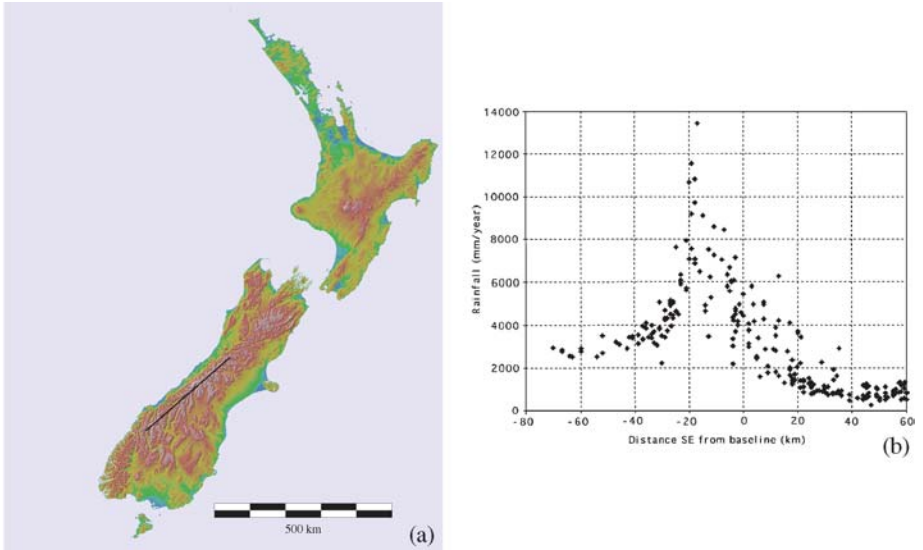 500 km
(a)
14000
12000
10000
8000
6000
4000
2000
0
Rainfall (mm/year)
-80 -60 -40 -20 0 20 40 60
Distance SE from baseline (km)
(b)